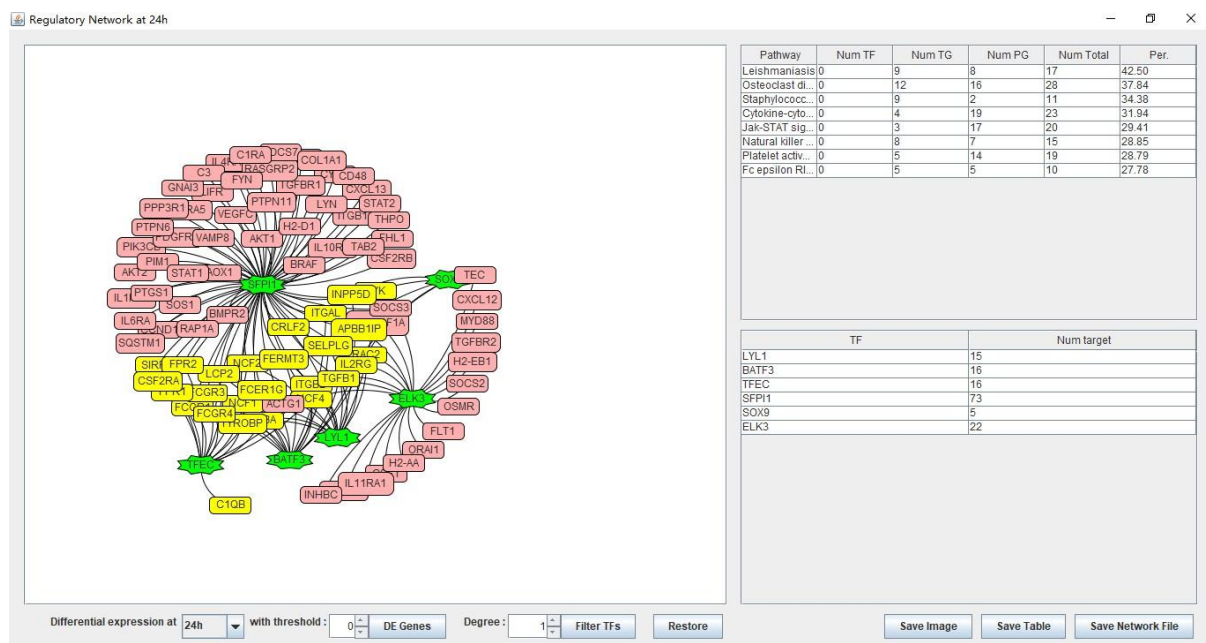 Regulatory Network at 24h
Pathway Num TF Num TG Num PG Num Total Per.
Leishmaniasis 0 9 8 17 42.50
Osteoclast di... 0 12 16 28 37.84
Staphylococc... 0 9 2 11 34.38
Cytokine-cyto... 0 4 19 23 31.94
Jak-STAT sig... 0 3 17 20 29.41
Natural killer ... 0 8 7 15 28.85
Platelet activ... 0 5 14 19 28.79
Fc epsilon RI... 0 5 5 10 27.78
TF Num target
LYL1 15
BATF3 16
TFEC 16
SFPI1 73
SOX9 5
ELK3 22
C1RA
COL1A1
C3
RASGRP2
CD48
FYN
TGFBR1
GNAI3
CXCL13
PTPN11
LYN
STAT2
PPP3R1
VEGFC
THPO
PTPN6
H2-D1
VAMP8
AKT1
TAB2
FHL1
PIK3CB
CSF2RB
PIM1
BRAF
AKT2
STAT1
SFPI1
TEC
PTGS1
INPP5D
CXCL12
SOS1
ITGAL
SOCS3
IL6RA
BMPR2
CRLF2
APBB1IP
MYD88
RAP1A
SQSTM1
SELPLG
TGFBR2
FPR2
NCF2
FERMT3
IL2RG
H2-EB1
CSF2RA
LCP2
TGFB1
SOCS2
FCGR3
FCER1G
ELK3
NCF1
ACTG1
NCF4
OSMR
FCGR4
TYROBP
LYL1
FLT1
ORAI1
TFEC
BATF3
H2-AA
IL11RA1
INHBC
C1QB
Differential expression at 24h with threshold : 0 DE Genes Degree : 1 Filter TFs Restore Save Image Save Table Save Network File